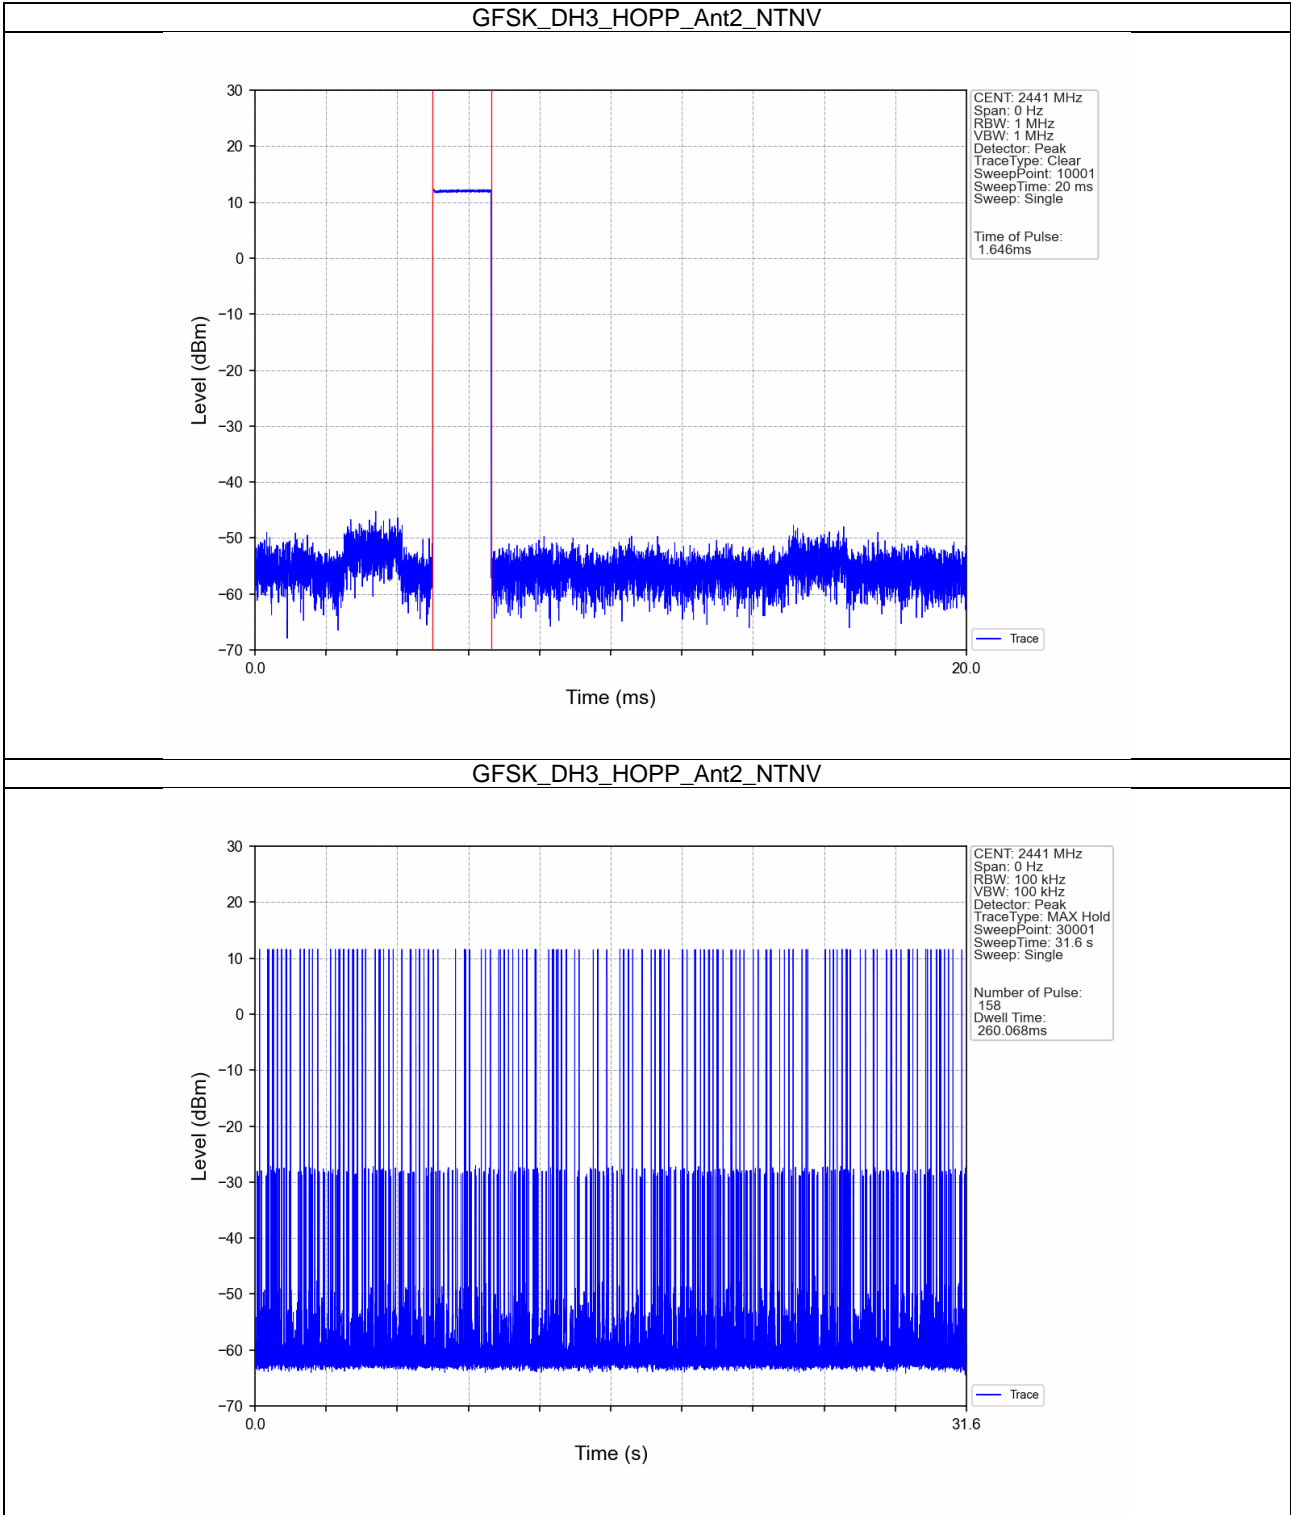 GFSK_DH3_HOPP_Ant2_NTNV
30
20
10
0
−10
−20
−30
−40
−50
−60
−70
Level (dBm)
0.0
20.0
Time (ms)
CENT: 2441 MHz
Span: 0 Hz
RBW: 1 MHz
VBW: 1 MHz
Detector: Peak
TraceType: Clear
SweepPoint: 10001
SweepTime: 20 ms
Sweep: Single
Time of Pulse:
1.646ms
Trace
GFSK_DH3_HOPP_Ant2_NTNV
30
20
10
0
−10
−20
−30
−40
−50
−60
−70
Level (dBm)
0.0
31.6
Time (s)
CENT: 2441 MHz
Span: 0 Hz
RBW: 100 kHz
VBW: 100 kHz
Detector: Peak
TraceType: MAX Hold
SweepPoint: 30001
SweepTime: 31.6 s
Sweep: Single
Number of Pulse:
158
Dwell Time:
260.068ms
Trace